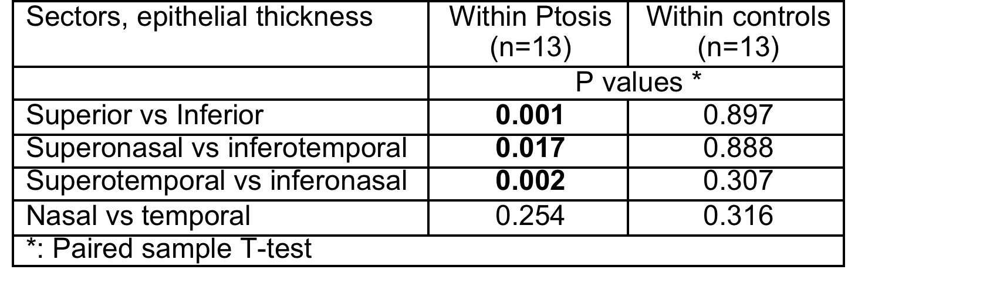 Sectors, epithelial thickness Within Ptosis Within controls
(n=13) (n=13)
P values *
Superior vs Inferior 0.001 0.897
Superonasal vs inferotemporal 0.017 0.888
Superotemporal vs inferonasal 0.002 0.307
Nasal vs temporal 0.254 0.316
*: Paired sample T-test